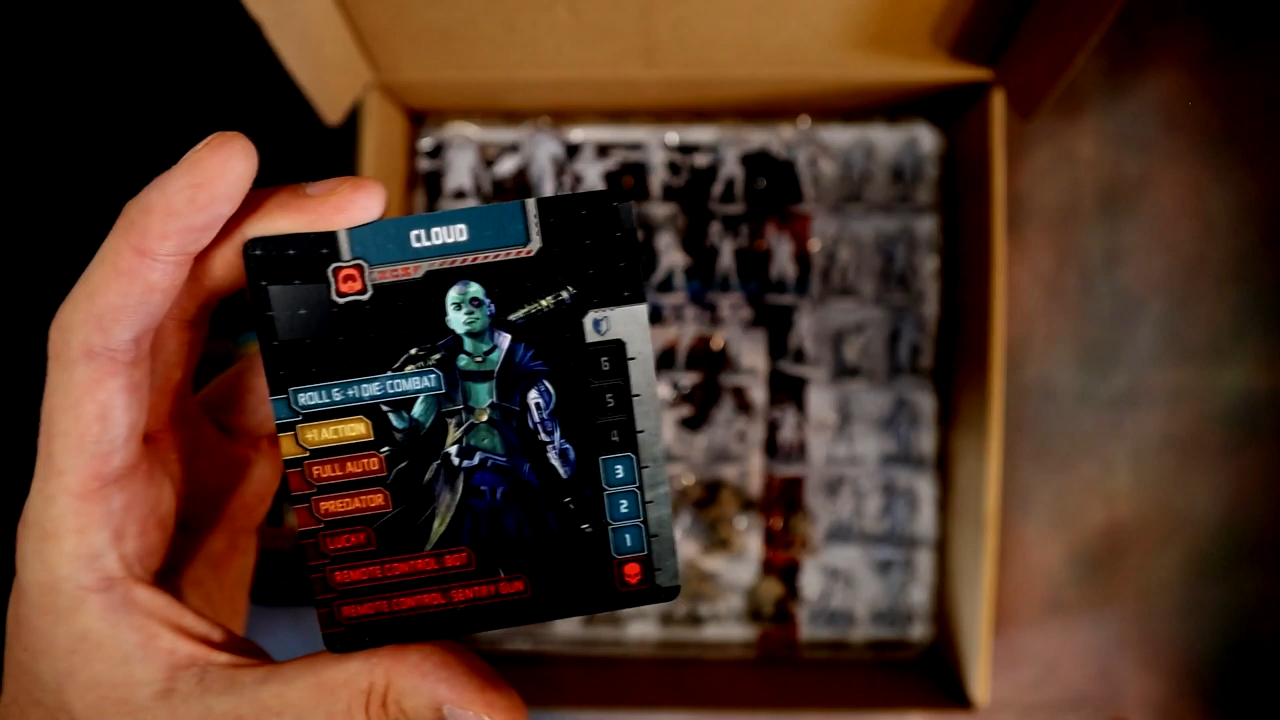 CLOUD
LUCKY
ROLL 6: +1 DIE: COMBAT
+1 ACTION
FULL AUTO
PREDATOR
LUCKY
REMOTE CONTROL: BOT
REMOTE CONTROL: SENTRY GUN
6
5
4
3
2
1